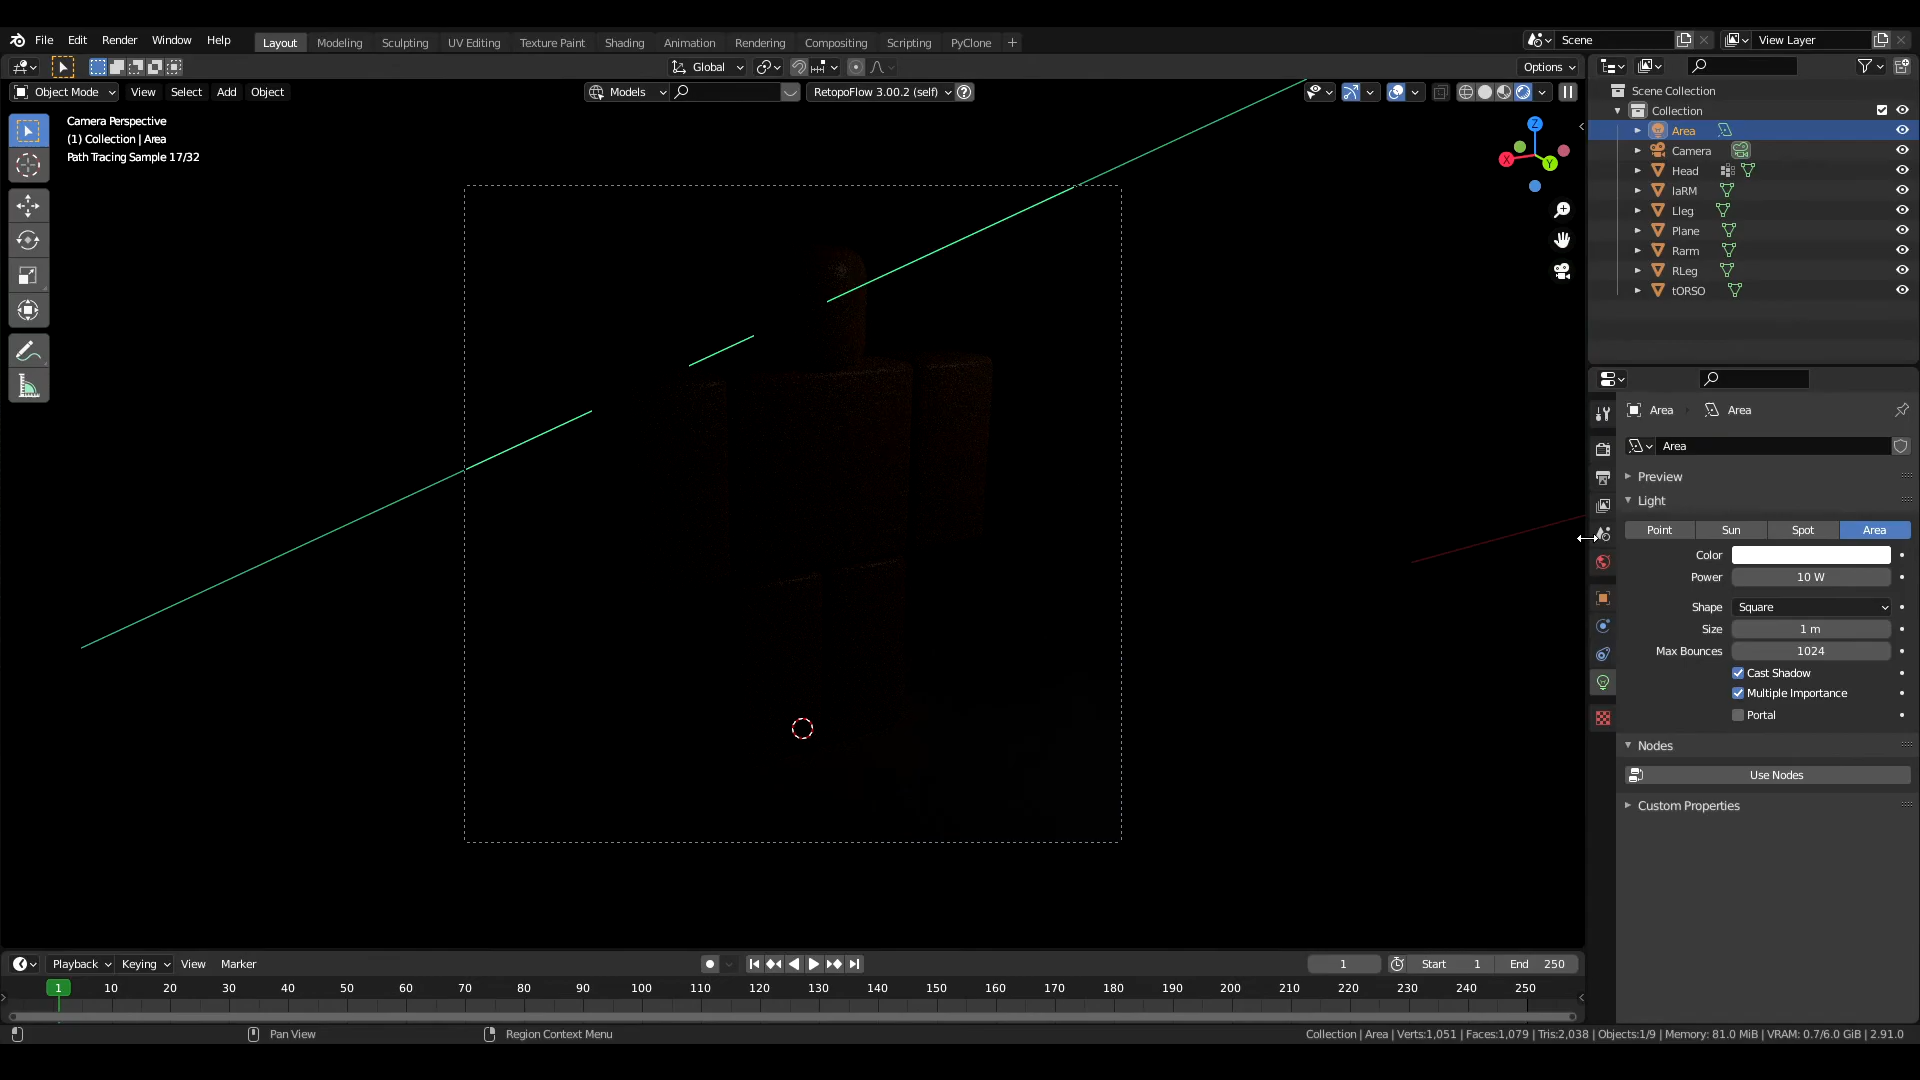 File Edit Render Window Help Layout Modeling Sculpting UV Editing Texture Paint Shading Animation Rendering Compositing Scripting PyClone + Scene View Layer
Global Options
Object Mode View Select Add Object Models RetopoFlow 3.00.2 (self)
Camera Perspective
(1) Collection | Area
Path Tracing Sample 17/32
Z
X
Y
Scene Collection
Collection
Area
Camera
Head
laRM
Lleg
Plane
Rarm
RLeg
tORSO
Area Area
Area
Preview
Light
Point Sun Spot Area
Color
Power 10 W
Shape Square
Size 1 m
Max Bounces 1024
Cast Shadow
Multiple Importance
Portal
Nodes
Use Nodes
Custom Properties
Playback Keying View Marker 1 Start 1 End 250
1 10 20 30 40 50 60 70 80 90 100 110 120 130 140 150 160 170 180 190 200 210 220 230 240 250
Pan View Region Context Menu Collection | Area | Verts:1,051 | Faces:1,079 | Tris:2,038 | Objects:1/9 | Memory: 81.0 MiB | VRAM: 0.7/6.0 GiB | 2.91.0